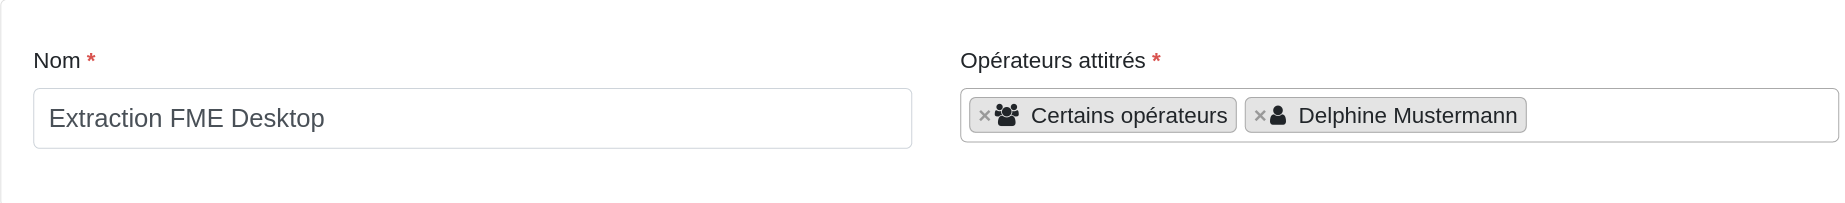 Nom *
Opérateurs attitrés *
Extraction FME Desktop
× Certains opérateurs × Delphine Mustermann